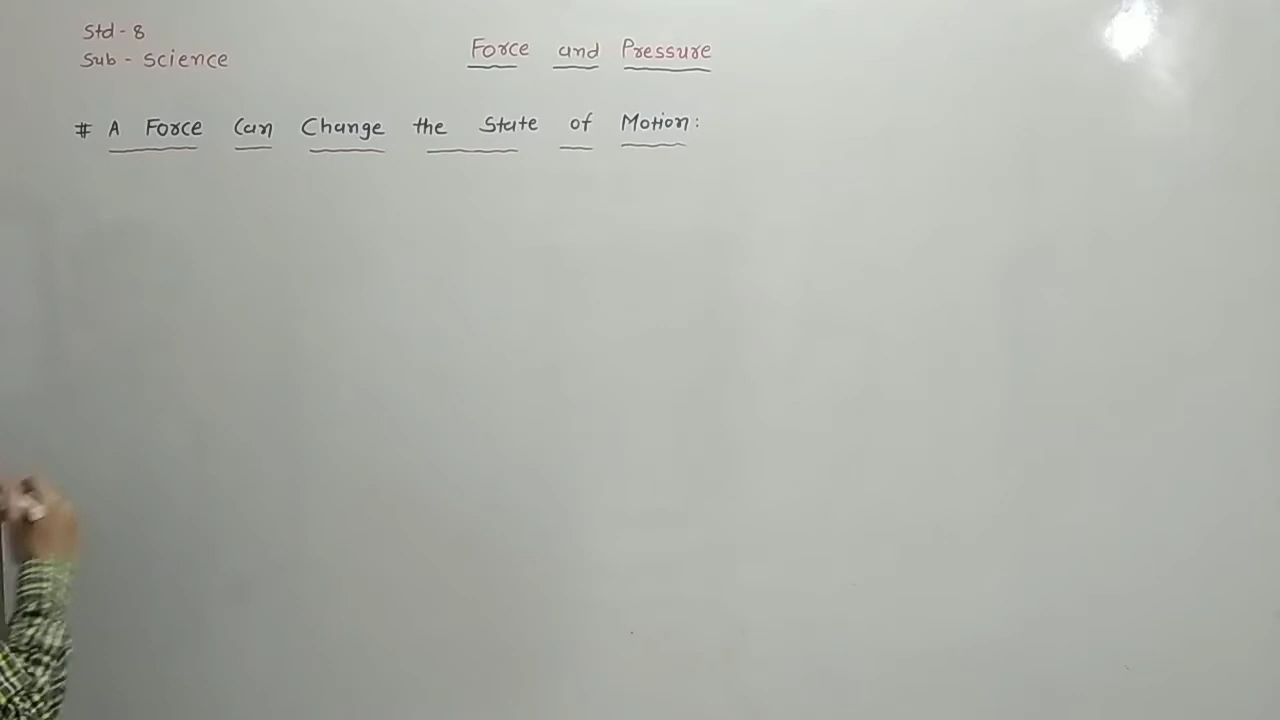 Std - 8
Sub - Science
Force and Pressure
# A Force Can Change the State of Motion: